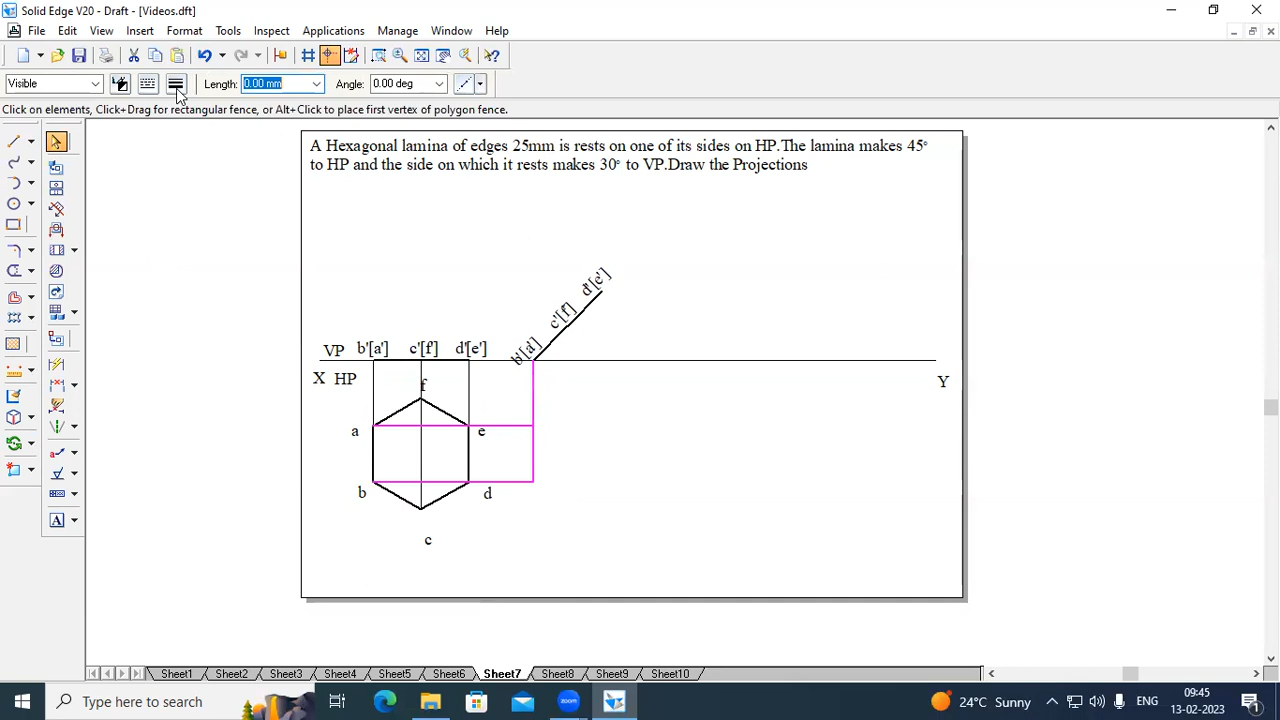 Solid Edge V20 - Draft - [Videos.dft]
File Edit View Insert Format Tools Inspect Applications Manage Window Help
Visible Length: 0.00 mm Angle: 0.00 deg
Click on elements, Click+Drag for rectangular fence, or Alt+Click to place first vertex of polygon fence.
A Hexagonal lamina of edges 25mm is rests on one of its sides on HP.The lamina makes 45°
to HP and the side on which it rests makes 30° to VP.Draw the Projections
d'[e']
c'[f']
b'[a']
VP b'[a'] c'[f'] d'[e']
X HP Y
f
a e
b d
c
A
Sheet1 Sheet2 Sheet3 Sheet4 Sheet5 Sheet6 Sheet7 Sheet8 Sheet9 Sheet10
Type here to search zoom 24°C Sunny ENG 09:45
13-02-2023 1